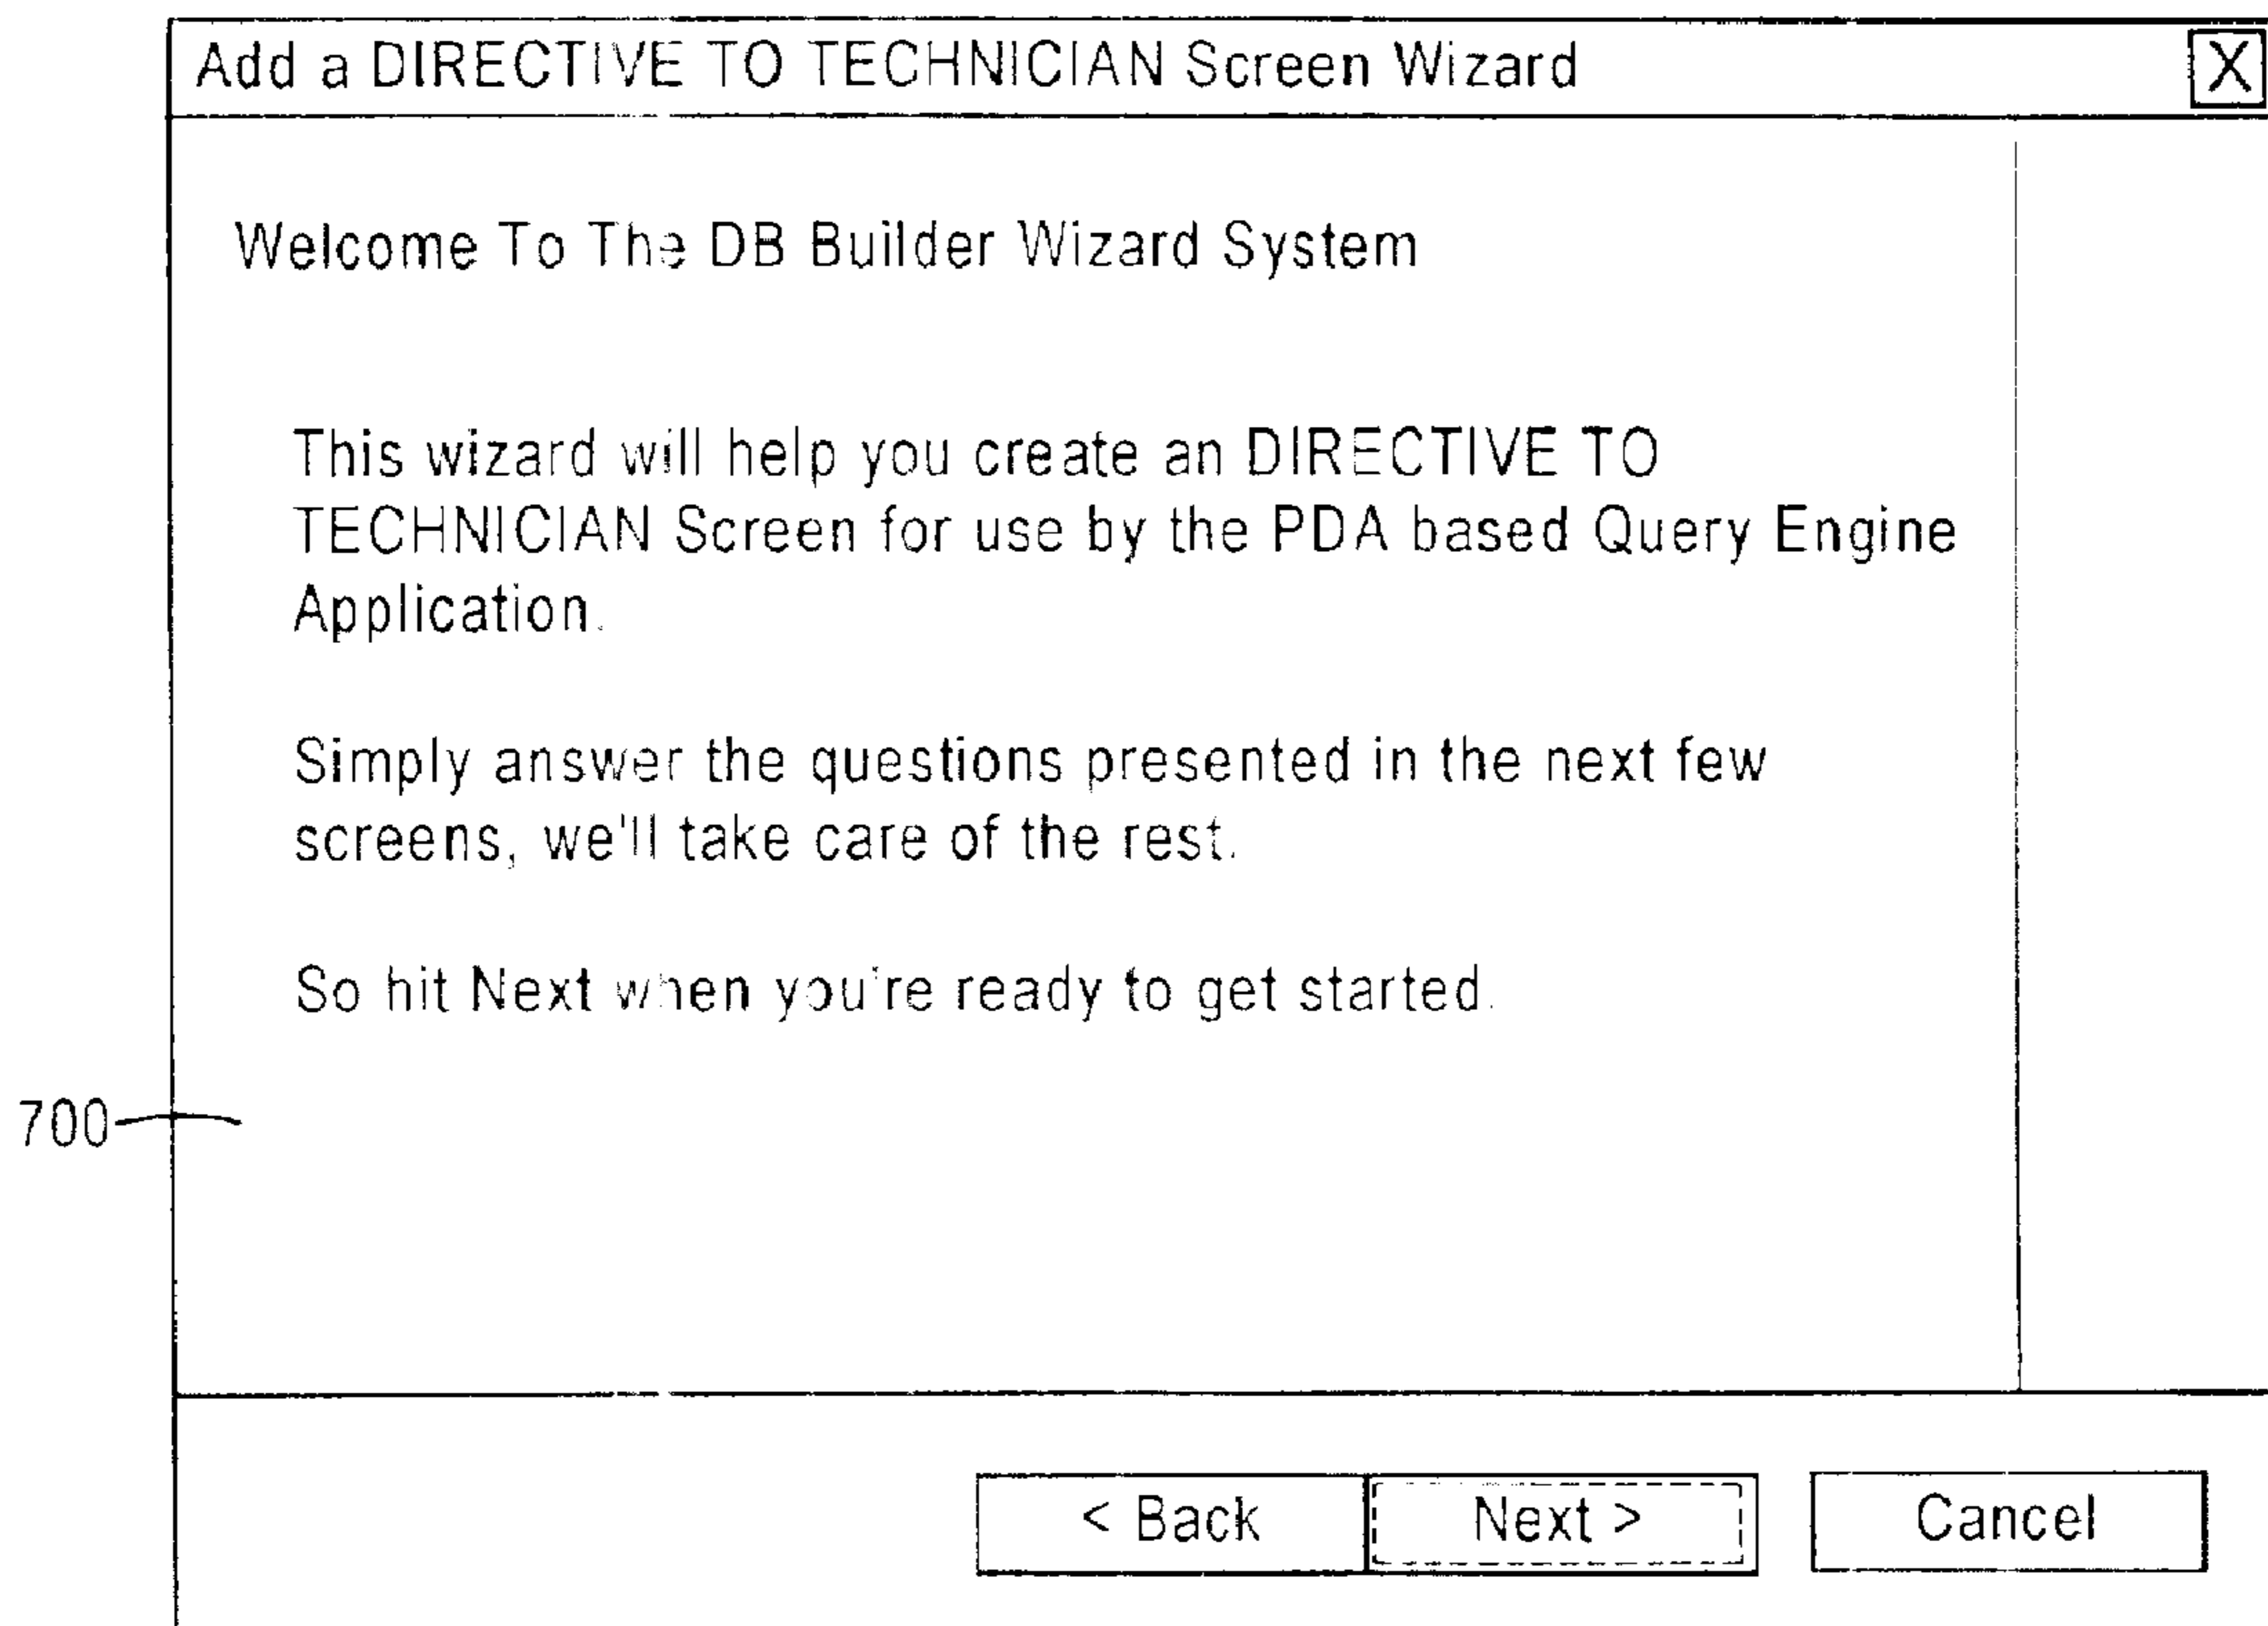 Add a DIRECTIVE TO TECHNICIAN Screen Wizard X
Welcome To The DB Builder Wizard System
This wizard will help you create an DIRECTIVE TO
TECHNICIAN Screen for use by the PDA based Query Engine
Application.
Simply answer the questions presented in the next few
screens, we'll take care of the rest.
So hit Next when you're ready to get started.
700
< Back Next > Cancel